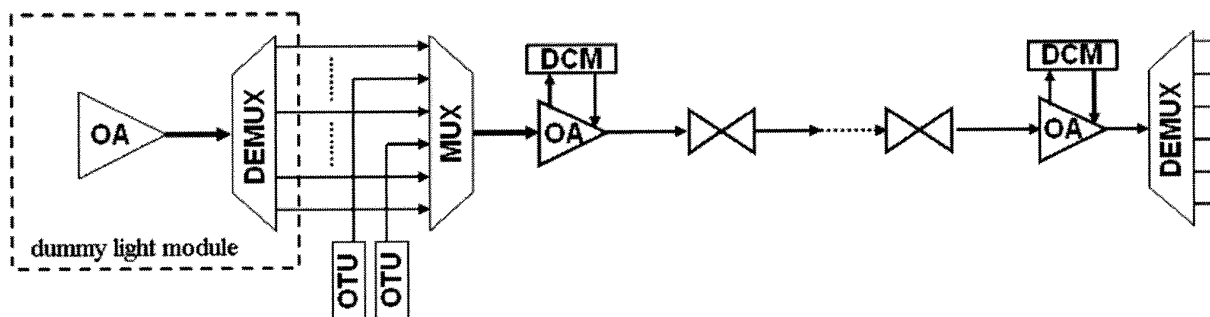 OA
DEMUX
dummy light module
OTU
OTU
MUX
DCM
OA
DCM
OA
DEMUX